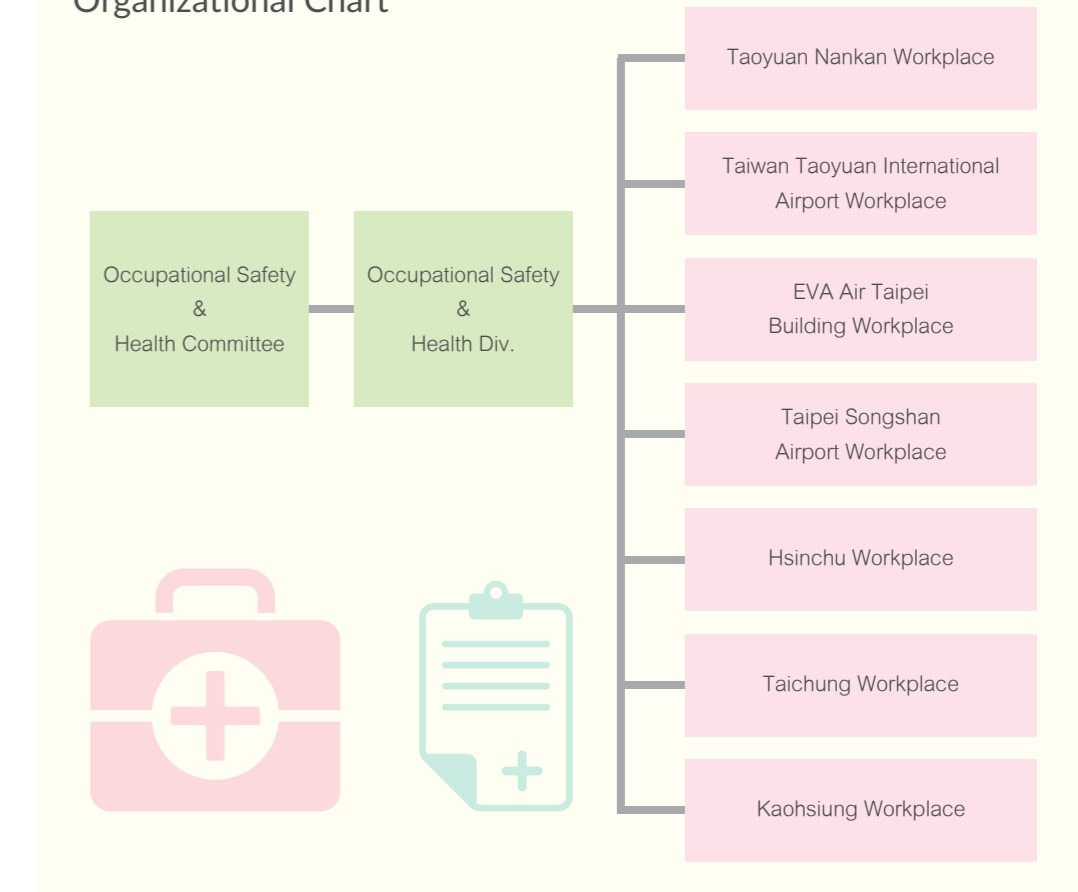 Organizational Chart
Occupational Safety
&
Health Committee
Occupational Safety
&
Health Div.
Taoyuan Nankan Workplace
Taiwan Taoyuan International
Airport Workplace
EVA Air Taipei
Building Workplace
Taipei Songshan
Airport Workplace
Hsinchu Workplace
Taichung Workplace
Kaohsiung Workplace